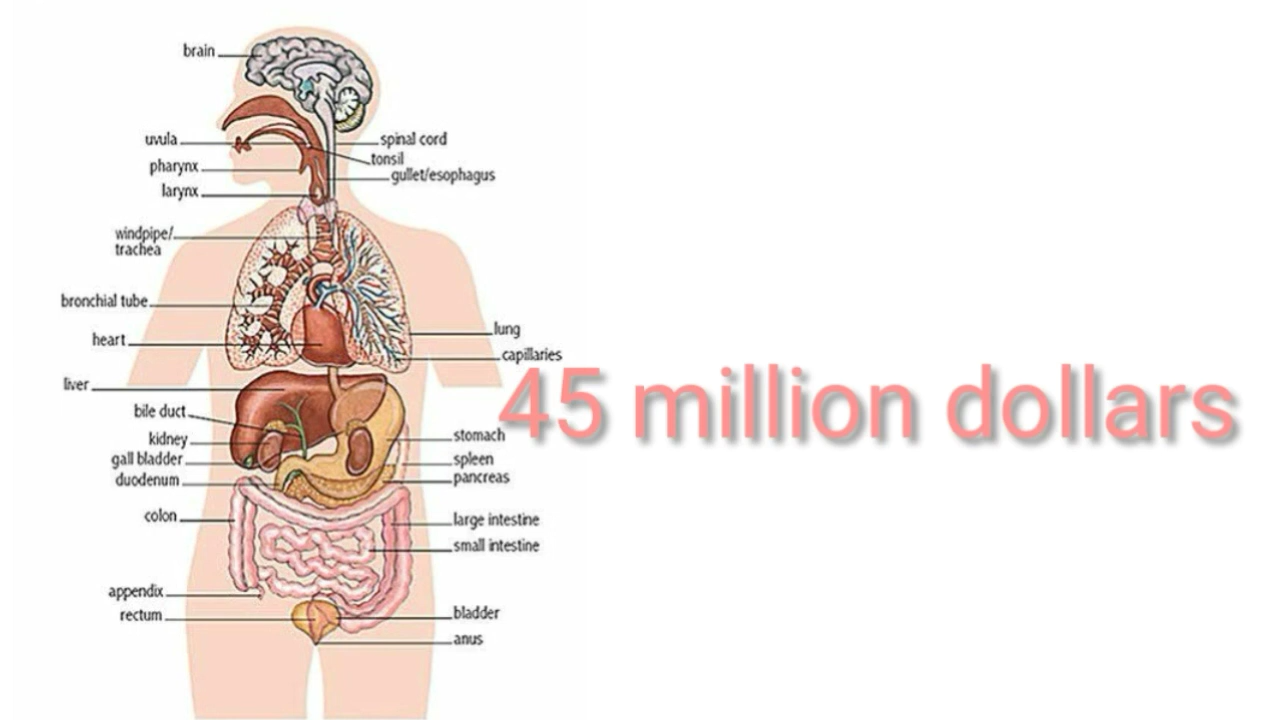 brain
uvula
spinal cord
tonsil
pharynx
gullet/esophagus
larynx
windpipe/
trachea
bronchial tube
lung
heart
capillaries
liver
45 million dollars
bile duct
stomach
kidney
gall bladder
spleen
duodenum
pancreas
colon
large intestine
small intestine
appendix
rectum
bladder
anus